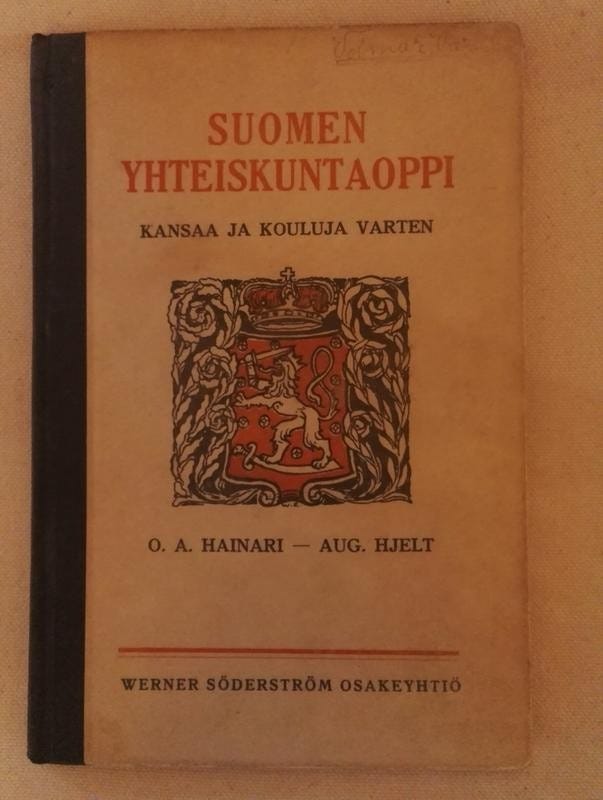 SUOMEN
YHTEISKUNTAOPPI
KANSAA JA KOULUJA VARTEN
O. A. HAINARI — AUG. HJELT
WERNER SÖDERSTRÖM OSAKEYHTIÖ